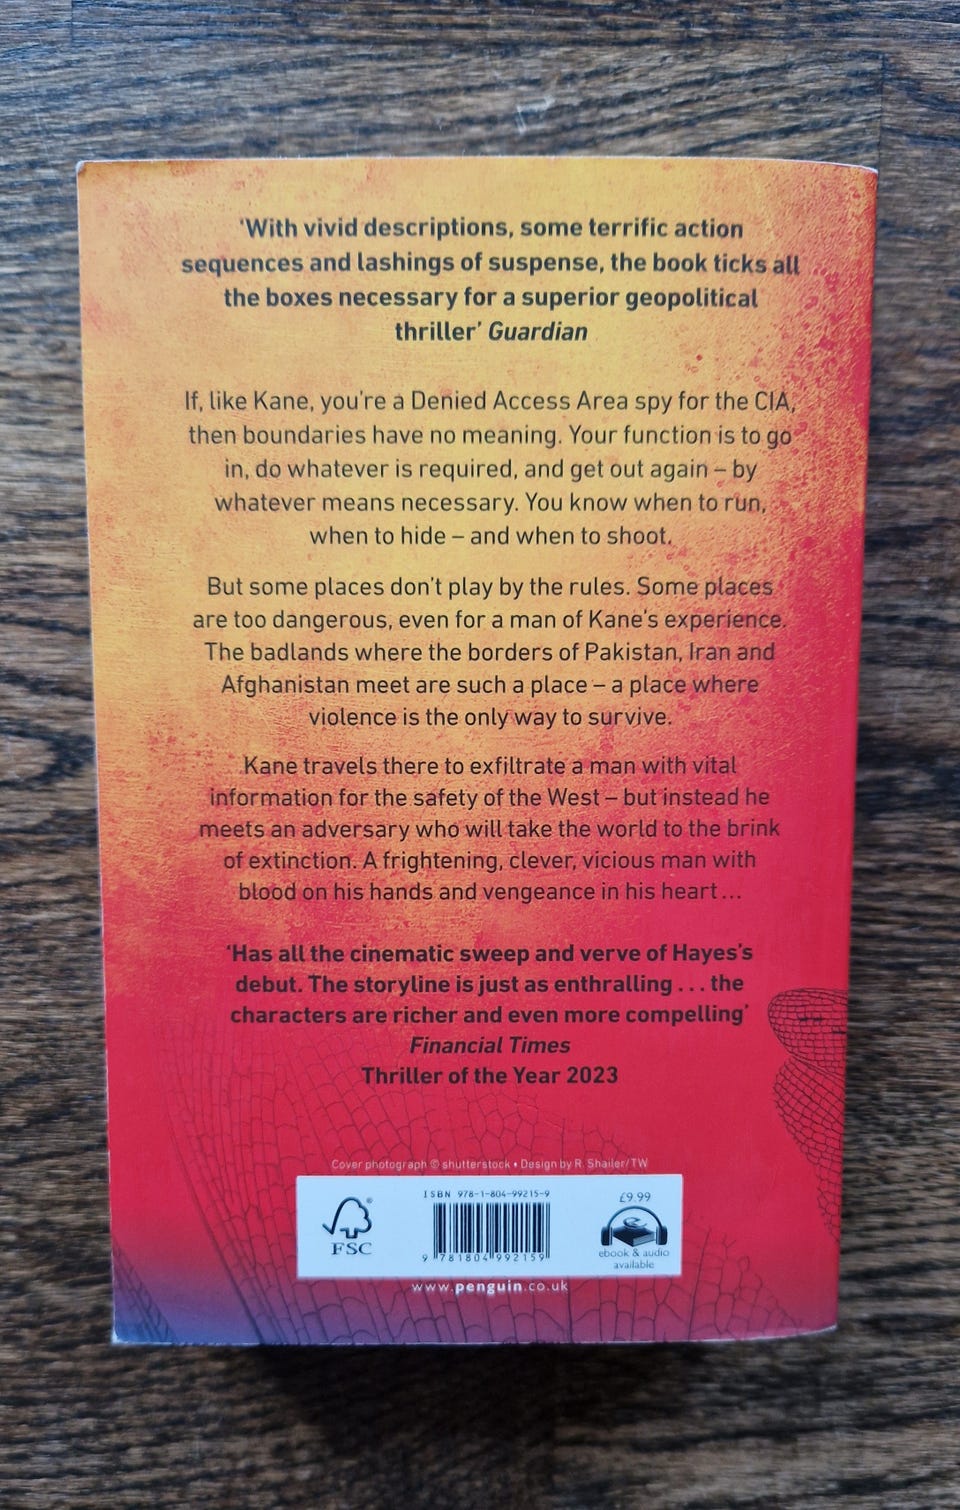 ‘With vivid descriptions, some terrific action
sequences and lashings of suspense, the book ticks all
the boxes necessary for a superior geopolitical
thriller’ Guardian
If, like Kane, you're a Denied Access Area spy for the CIA,
then boundaries have no meaning. Your function is to go
in, do whatever is required, and get out again – by
whatever means necessary. You know when to run,
when to hide – and when to shoot.
But some places don't play by the rules. Some places
are too dangerous, even for a man of Kane's experience.
The badlands where the borders of Pakistan, Iran and
Afghanistan meet are such a place – a place where
violence is the only way to survive.
Kane travels there to exfiltrate a man with vital
information for the safety of the West – but instead he
meets an adversary who will take the world to the brink
of extinction. A frightening, clever, vicious man with
blood on his hands and vengeance in his heart...
‘Has all the cinematic sweep and verve of Hayes's
debut. The storyline is just as enthralling . . . the
characters are richer and even more compelling’
Financial Times
Thriller of the Year 2023
Cover photograph © shutterstock • Design by R. Shailer/TW
FSC®
ISBN 978-1-804-99215-9
9 781804 992159
£9.99
ebook & audio
available
www.penguin.co.uk